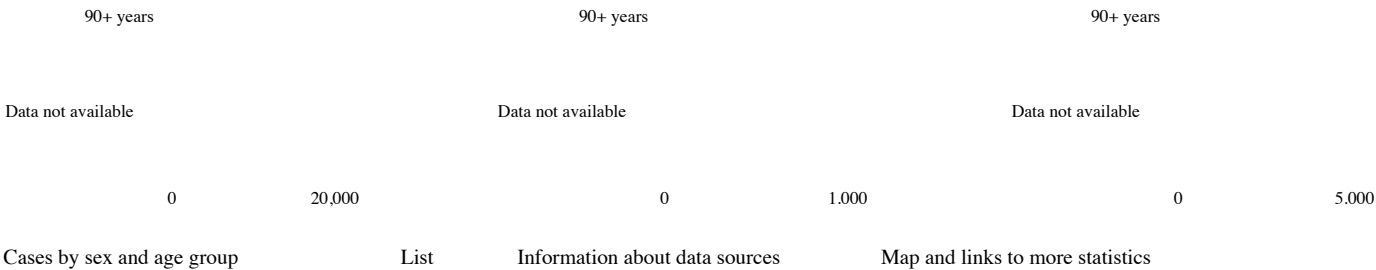 90+ years 90+ years 90+ years
Data not available Data not available Data not available
0 20,000 0 1.000 0 5.000
Cases by sex and age group List Information about data sources Map and links to more statistics